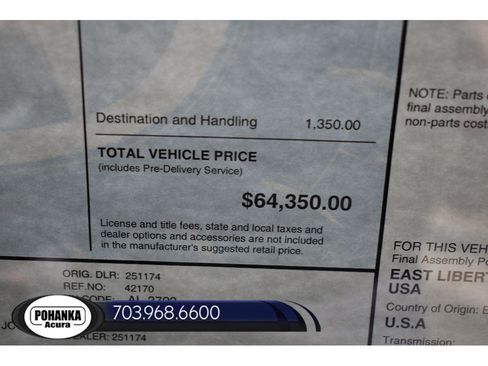 Destination and Handling 1,350.00
TOTAL VEHICLE PRICE
(includes Pre-Delivery Service)
$64,350.00
License and title fees, state and local taxes and
dealer options and accessories are not included
in the manufacturer's suggested retail price.
NOTE: Parts
final assembly
non-parts cost
ORIG. DLR: 251174
REF.NO: 42170
251174
FOR THIS VEH
Final Assembly Po
EAST LIBERT
USA
Country of Origin: E
U.S.A
Transmission:
POHANKA
Acura
703.968.6600